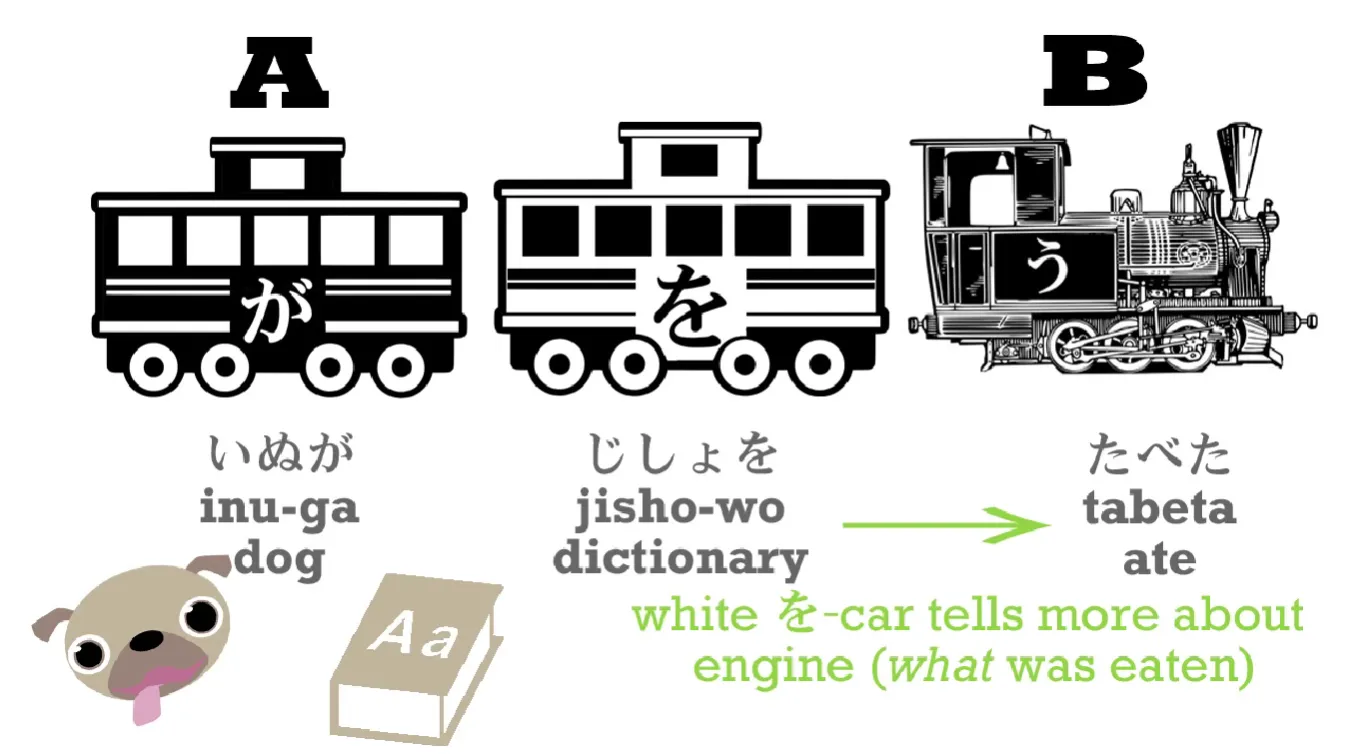 A
B
が
を
う
いぬが
じしょを
たべた
inu-ga
jisho-wo
tabeta
dog
dictionary
ate
Aa
white を-car tells more about
engine (what was eaten)